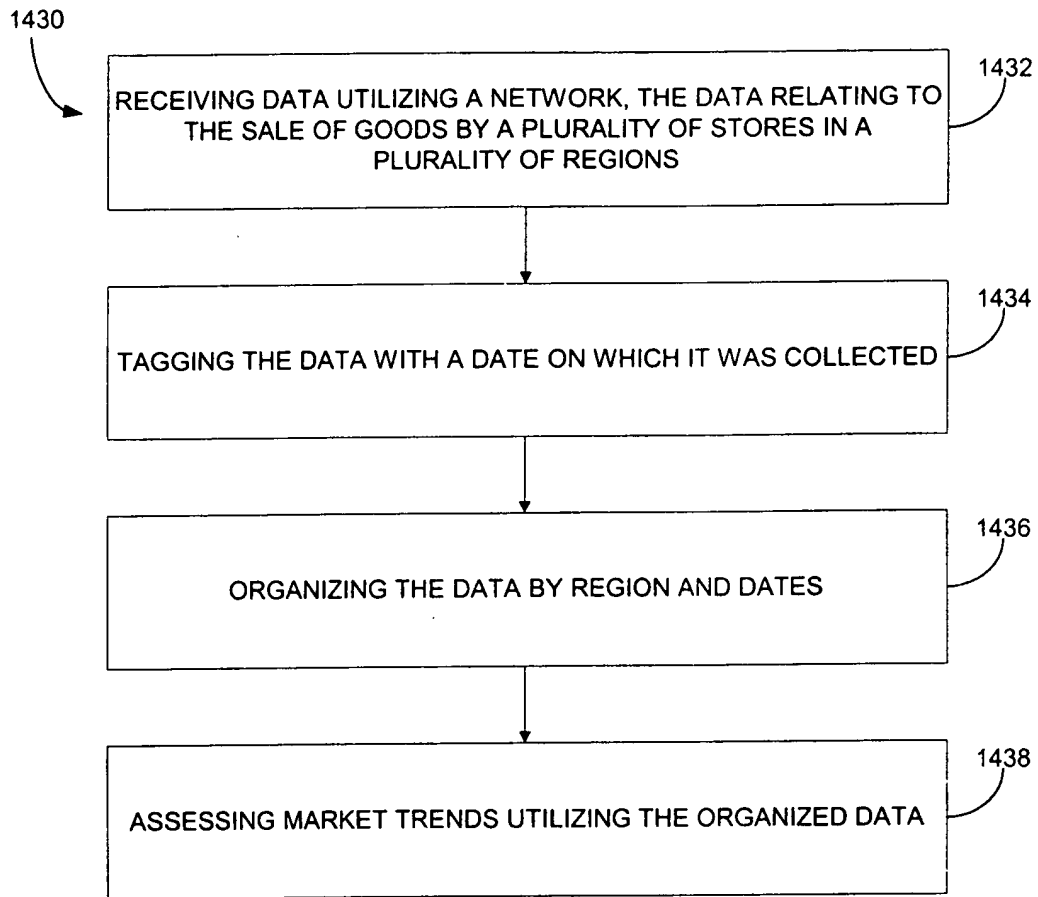 1430
1432
RECEIVING DATA UTILIZING A NETWORK, THE DATA RELATING TO
THE SALE OF GOODS BY A PLURALITY OF STORES IN A
PLURALITY OF REGIONS
1434
TAGGING THE DATA WITH A DATE ON WHICH IT WAS COLLECTED
1436
ORGANIZING THE DATA BY REGION AND DATES
1438
ASSESSING MARKET TRENDS UTILIZING THE ORGANIZED DATA